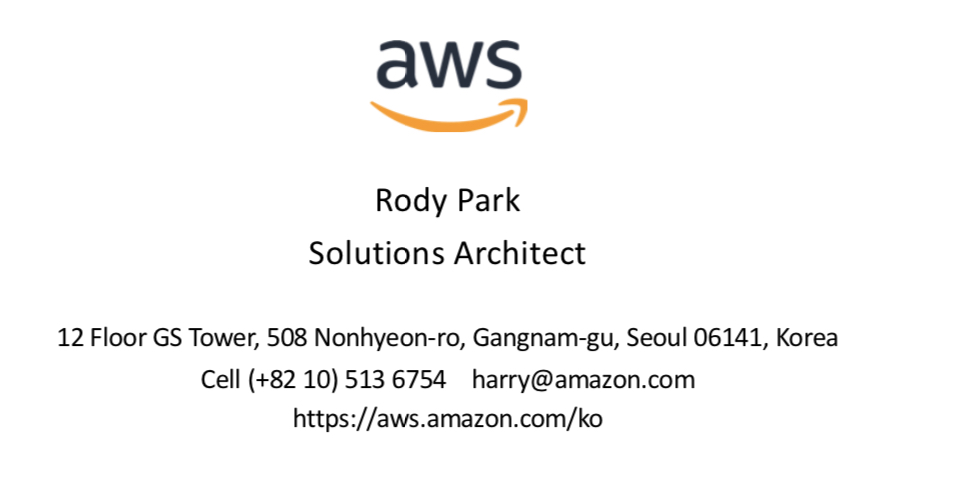 aws
Rody Park
Solutions Architect
12 Floor GS Tower, 508 Nonhyeon-ro, Gangnam-gu, Seoul 06141, Korea
Cell (+82 10) 513 6754 harry@amazon.com
https://aws.amazon.com/ko